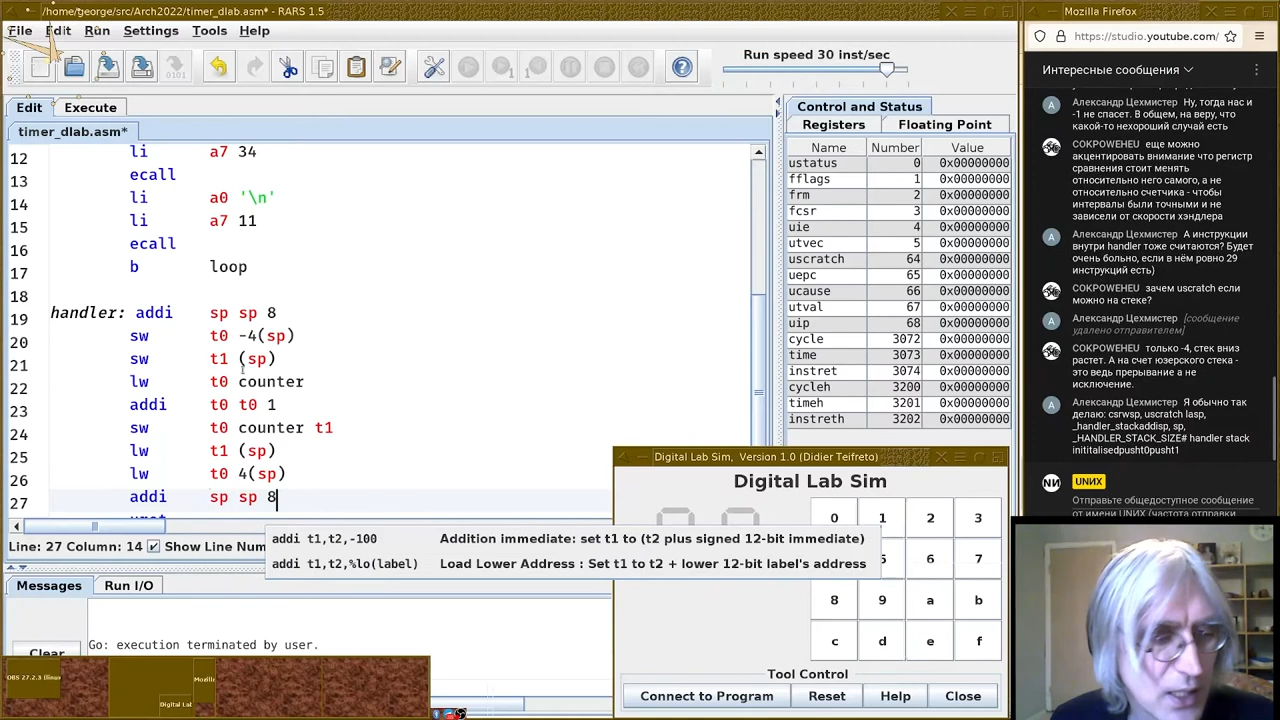 /home/george/src/Arch2022/timer_dlab.asm* - RARS 1.5
File Edit Run Settings Tools Help
Run speed 30 inst/sec
Edit Execute
timer_dlab.asm*
12 li a7 34
13 ecall
14 li a0 '\n'
15 li a7 11
16 ecall
17 b loop
18
19 handler: addi sp sp 8
20 sw t0 -4(sp)
21 sw t1 (sp)
22 lw t0 counter
23 addi t0 t0 1
24 sw t0 counter t1
25 lw t1 (sp)
26 lw t0 4(sp)
27 addi sp sp 8
addi t1,t2,-100 Addition immediate: set t1 to (t2 plus signed 12-bit immediate)
addi t1,t2,%lo(label) Load Lower Address : Set t1 to t2 + lower 12-bit label's address
Line: 27 Column: 14 Show Line Num
Messages Run I/O
Go: execution terminated by user.
Clear
OBS 27.2.3 (linux
Mozill
Digital Lab
Control and Status
Registers Floating Point
Name Number Value
ustatus 0 0x00000000
fflags 1 0x00000000
frm 2 0x00000000
fcsr 3 0x00000000
uie 4 0x00000000
utvec 5 0x00000000
uscratch 64 0x00000000
uepc 65 0x00000000
ucause 66 0x00000000
utval 67 0x00000000
uip 68 0x00000000
cycle 3072 0x00000000
time 3073 0x00000000
instret 3074 0x00000000
cycleh 3200 0x00000000
timeh 3201 0x00000000
instreth 3202 0x00000000
Digital Lab Sim, Version 1.0 (Didier Teifreto)
Digital Lab Sim
0 1 2 3
6 7
8 9 a b
c d e f
Tool Control
Connect to Program Reset Help Close
Mozilla Firefox
https://studio.youtube.com/
Интересные сообщения
Александр Цехмистер Ну, тогда нас и
-1 не спасет. В общем, на веру, что
какой-то нехороший случай есть
COKPOWEHEU еще можно
акцентировать внимание что регистр
сравнения стоит менять
относительно него самого, а не
относительно счетчика - чтобы
интервалы были точными и не
зависели от скорости хэндлера
Александр Цехмистер А инструкции
внутри handler тоже считаются? Будет
очень больно, если в нём ровно 29
инструкций есть)
COKPOWEHEU зачем uscratch если
можно на стеке?
Александр Цехмистер [сообщение
удалено отправителем]
COKPOWEHEU только -4, стек вниз
растет. А на счет юзерского стека -
это ведь прерывание а не
исключение.
Александр Цехмистер Я обычно так
делаю: csrwsp, uscratch lasp,
_handler_stackaddisp, sp,
_HANDLER_STACK_SIZE# handler stack
inititalisedpusht0pusht1
UNИX
Отправьте общедоступное сообщение
от имени UNИX (частота отправки